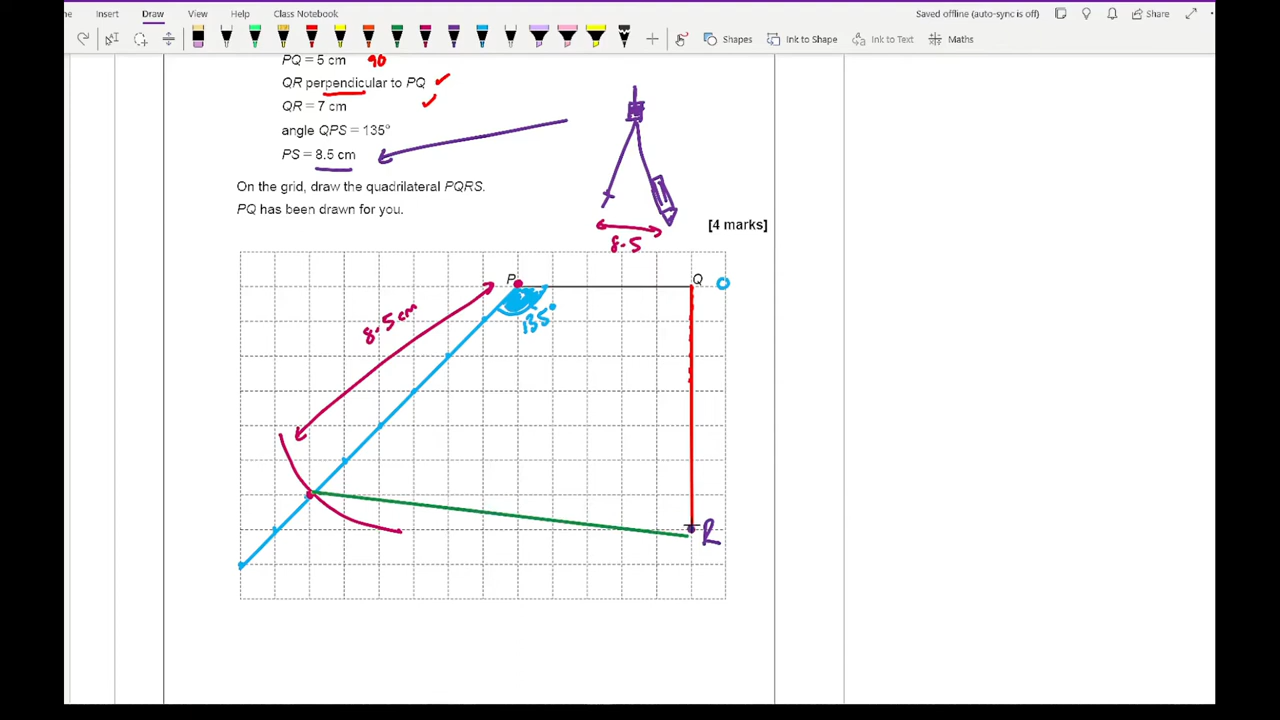 Insert Draw View Help Class Notebook Saved offline (auto-sync is off) Share
Shapes Ink to Shape Ink to Text Maths
PQ = 5 cm 90
QR perpendicular to PQ
QR = 7 cm
angle QPS = 135°
PS = 8.5 cm
On the grid, draw the quadrilateral PQRS.
PQ has been drawn for you.
[4 marks]
8.5
P Q
135°
8.5 cm
R